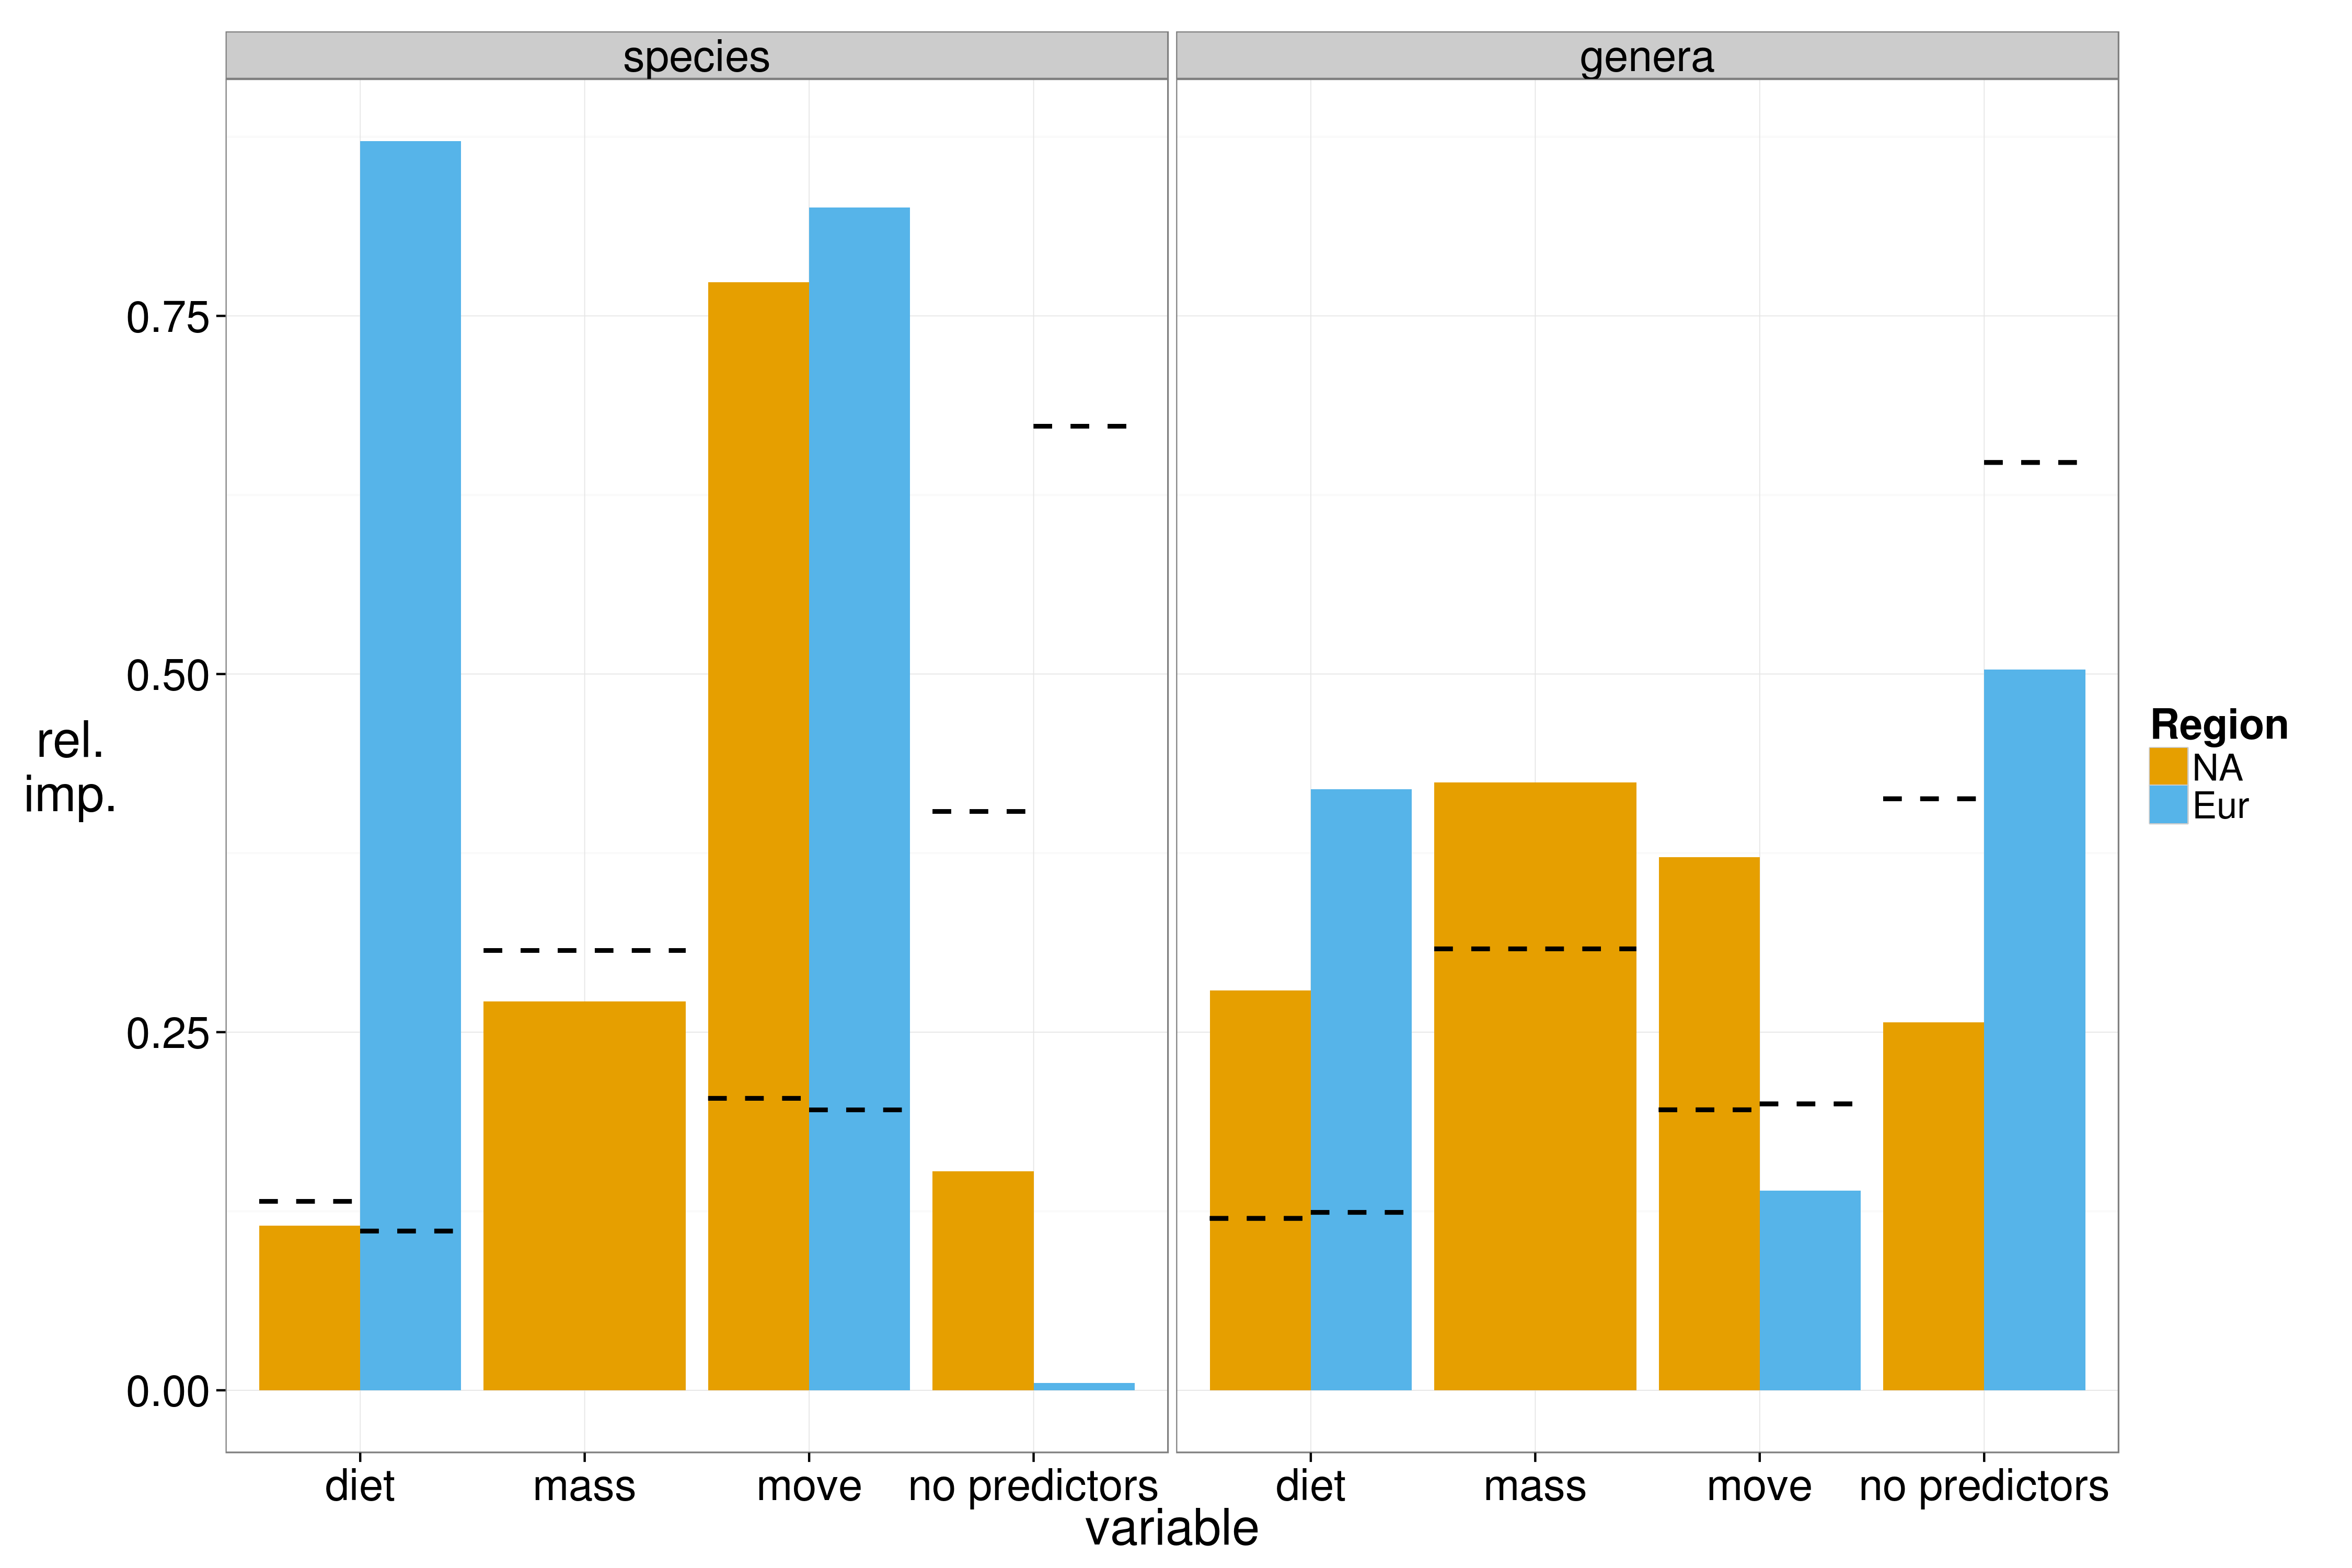 species
genera
0.75
0.50
0.25
0.00
rel.
imp.
diet
mass
move
no predictors
diet
mass
move
no predictors
variable
Region
NA
Eur